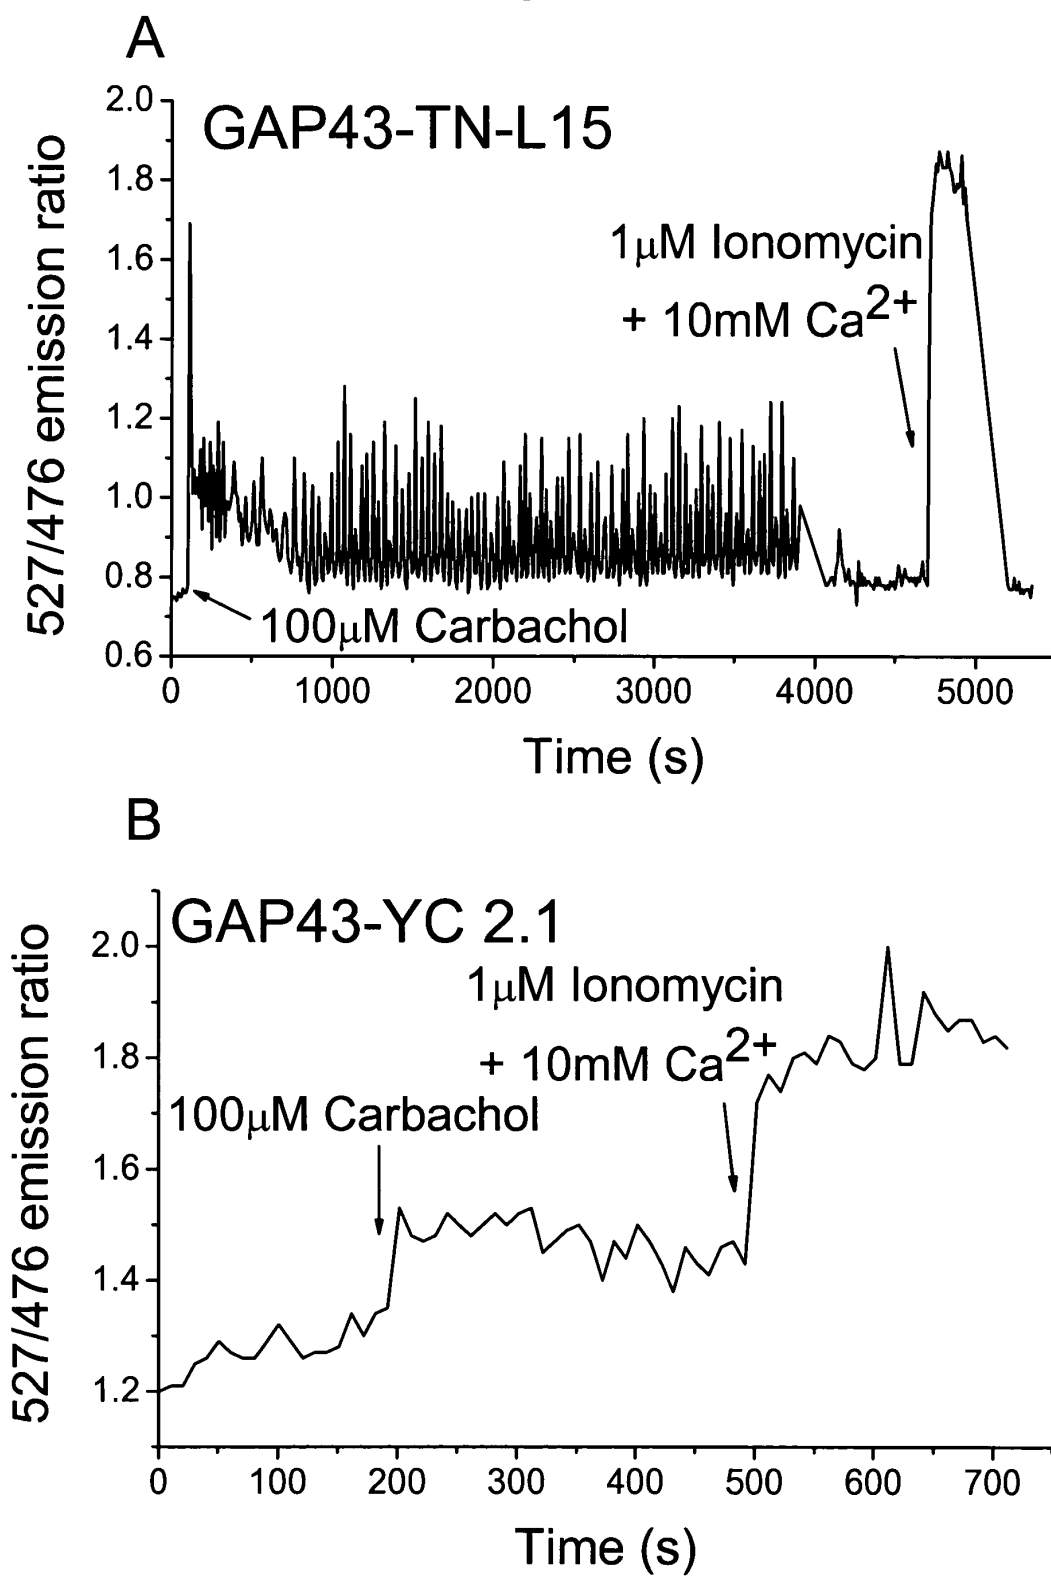 A
GAP43-TN-L15
2.0
1.8
1.6
1.4
1.2
1.0
0.8
0.6
527/476 emission ratio
1μM Ionomycin
+ 10mM Ca2+
100μM Carbachol
0 1000 2000 3000 4000 5000
Time (s)
B
GAP43-YC 2.1
2.0
1.8
1.6
1.4
1.2
527/476 emission ratio
1μM Ionomycin
+ 10mM Ca2+
100μM Carbachol
0 100 200 300 400 500 600 700
Time (s)